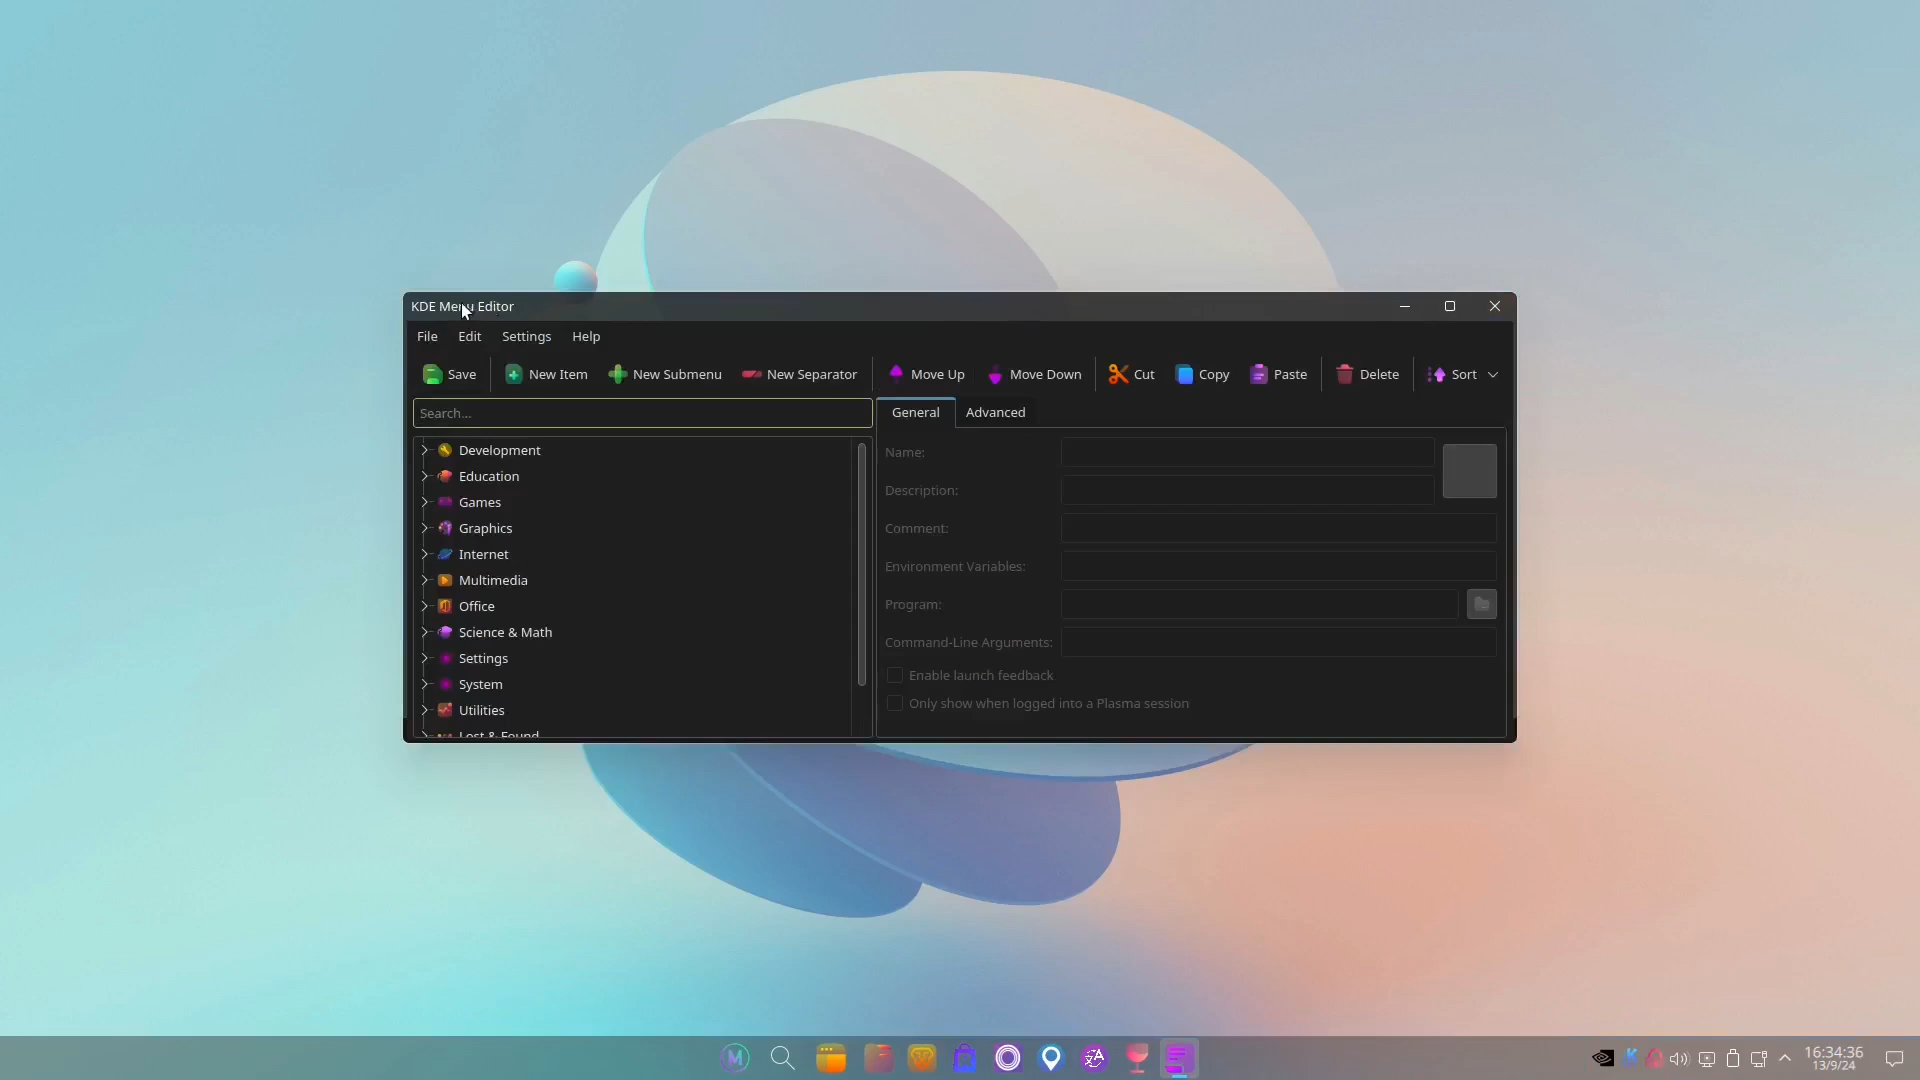 KDE Menu Editor
File Edit Settings Help
Save New Item New Submenu New Separator Move Up Move Down Cut Copy Paste Delete Sort
Search...
General Advanced
Development
Education
Games
Graphics
Internet
Multimedia
Office
Science & Math
Settings
System
Utilities
Lost & Found
Name:
Description:
Comment:
Environment Variables:
Program:
Command-Line Arguments:
Enable launch feedback
Only show when logged into a Plasma session
16:34:36
13/9/24